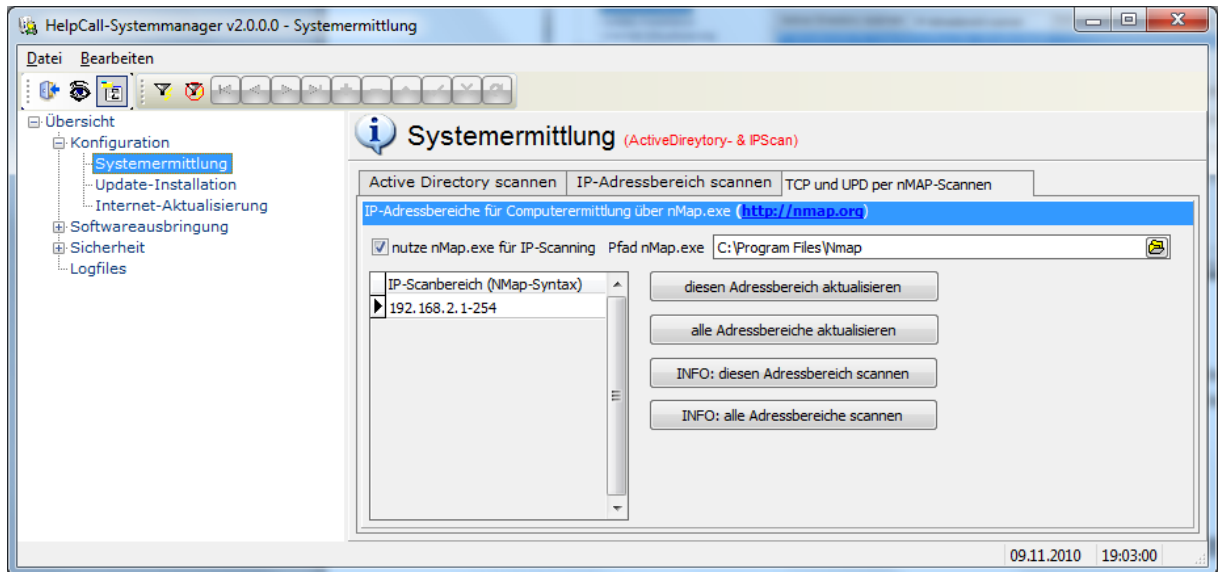 HelpCall-Systemmanager v2.0.0.0 - Systemermittlung
Datei Bearbeiten
Übersicht
Konfiguration
Systemermittlung
Update-Installation
Internet-Aktualisierung
Softwareausbringung
Sicherheit
Logfiles
Systemermittlung (ActiveDireytory- & IPScan)
Active Directory scannen IP-Adressbereich scannen TCP und UPD per nMAP-Scannen
IP-Adressbereiche für Computerermittlung über nMap.exe (http://nmap.org)
nutze nMap.exe für IP-Scanning Pfad nMap.exe C:\Program Files\Nmap
IP-Scanbereich (NMap-Syntax)
192.168.2.1-254
diesen Adressbereich aktualisieren
alle Adressbereiche aktualisieren
INFO: diesen Adressbereich scannen
INFO: alle Adressbereiche scannen
09.11.2010 19:03:00